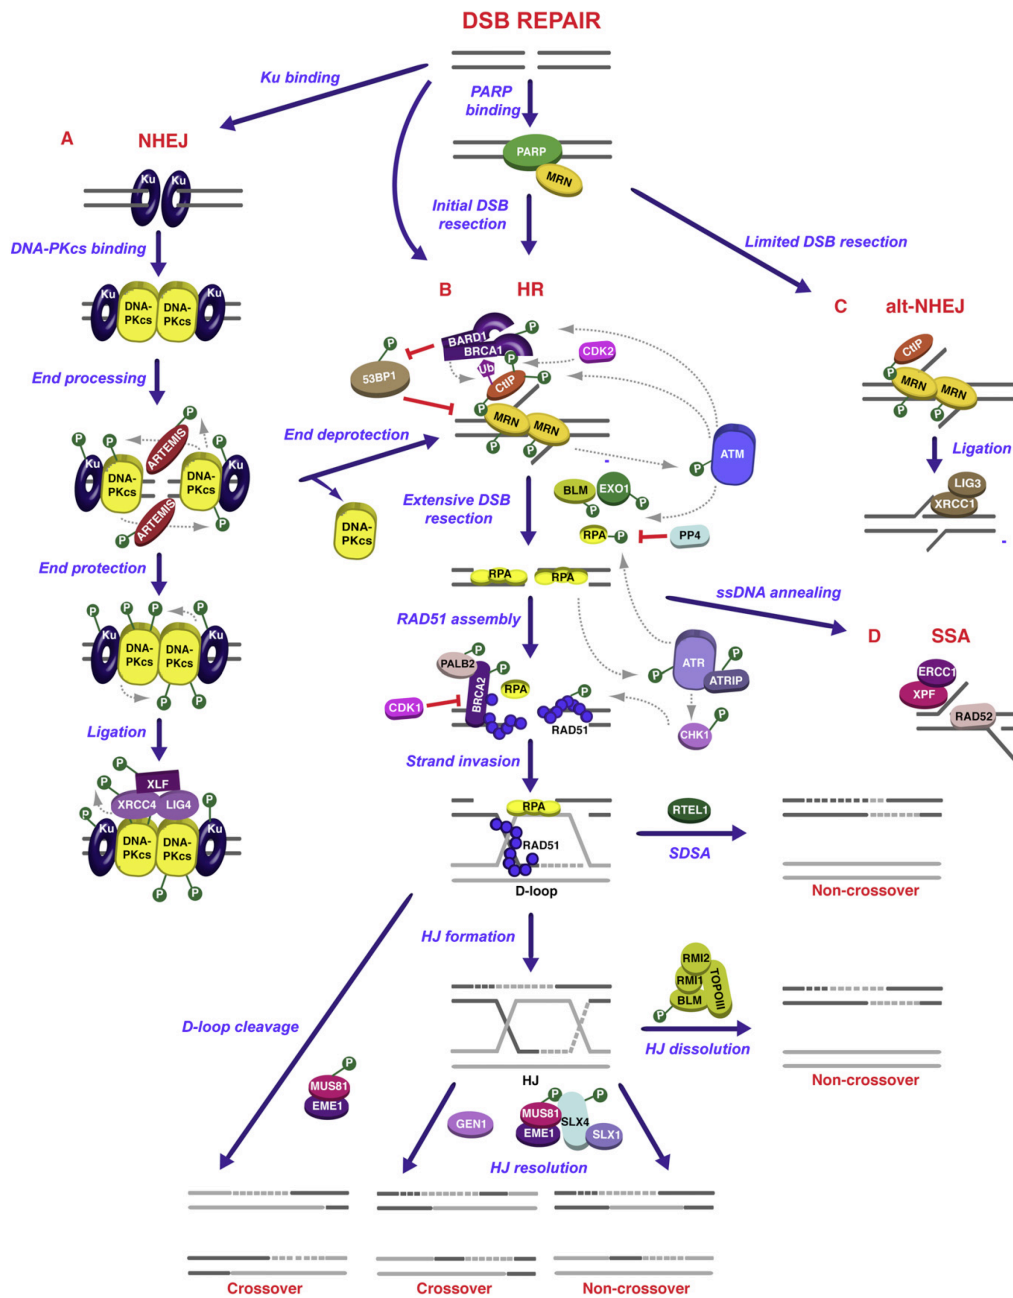 DSB REPAIR
Ku binding
PARP
binding
A
NHEJ
PARP
MRN
Ku
Ku
Initial DSB
resection
DNA-PKcs binding
Limited DSB resection
Ku
DNA-
PKcs
DNA-
PKcs
Ku
B
HR
C
alt-NHEJ
P
P
BARD1
BRCA1
CDK2
P
P
53BP1
Ub
CtIP
P
CtIP
P
MRN
MRN
P
P
End processing
P
MRN
MRN
P
P
End deprotection
ATM
P
Ligation
P
P
P
P
ARTEMIS
Ku
DNA-
PKcs
DNA-
PKcs
Ku
ARTEMIS
P
P
Extensive DSB
resection
BLM
EXO1
P
P
RPA
P
PP4
LIG3
XRCC1
DNA-
PKcs
End protection
RPA
RPA
ssDNA annealing
P
P
P
P
Ku
DNA-
PKcs
DNA-
PKcs
Ku
P
P
RAD51 assembly
D
SSA
P
PALB2
P
BRCA2
RPA
P
RAD51
CDK1
ATR
P
ATRIP
P
CHK1
P
ERCC1
XPF
RAD52
Ligation
Strand invasion
P
XLF
P
XRCC4
LIG4
P
P
Ku
DNA-
PKcs
DNA-
PKcs
Ku
P
P
RPA
RAD51
D-loop
RTEL1
SDSA
Non-crossover
HJ formation
RMI2
RMI1
BLM
TOPOIII
P
D-loop cleavage
HJ dissolution
HJ
Non-crossover
P
MUS81
EME1
GEN1
P
MUS81
EME1
P
SLX4
SLX1
HJ resolution
Crossover
Crossover
Non-crossover